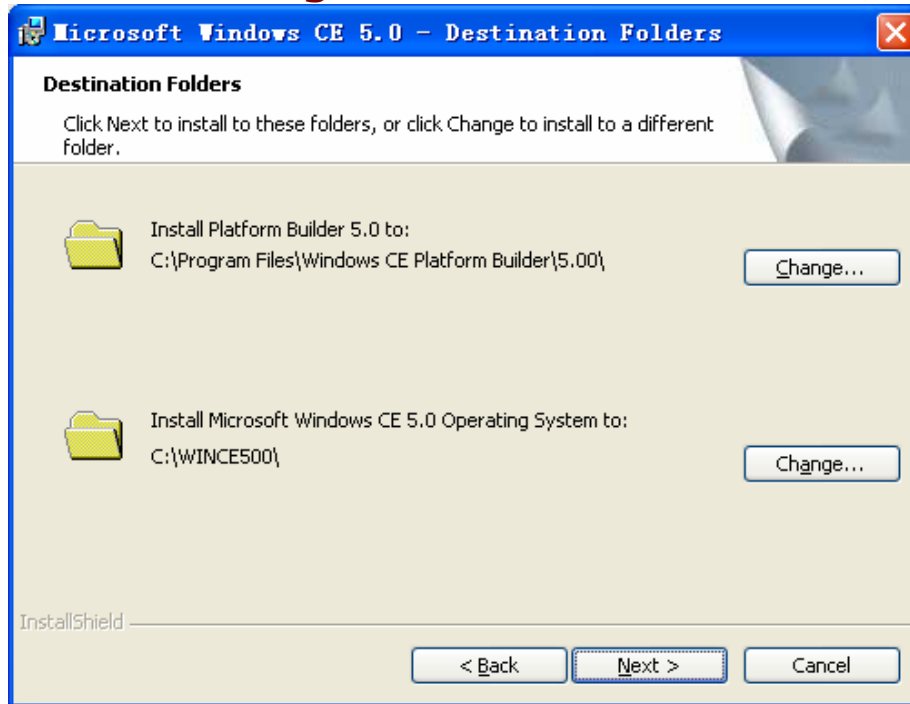 Microsoft Windows CE 5.0 - Destination Folders
Destination Folders
Click Next to install to these folders, or click Change to install to a different
folder.
Install Platform Builder 5.0 to:
C:\Program Files\Windows CE Platform Builder\5.00\
Change...
Install Microsoft Windows CE 5.0 Operating System to:
C:\WINCE500\
Change...
InstallShield
< Back
Next >
Cancel